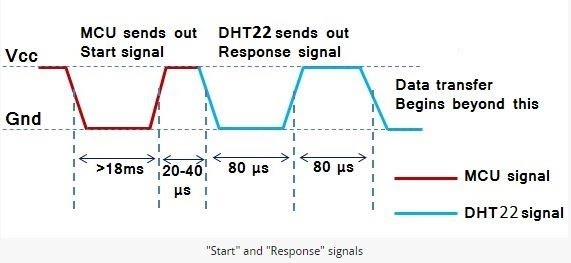 MCU sends out
Start signal
DHT22 sends out
Response signal
Vcc
Data transfer
Begins beyond this
Gnd
>18ms
20-40
µs
80 µs
80 µs
MCU signal
DHT22 signal
"Start" and "Response" signals